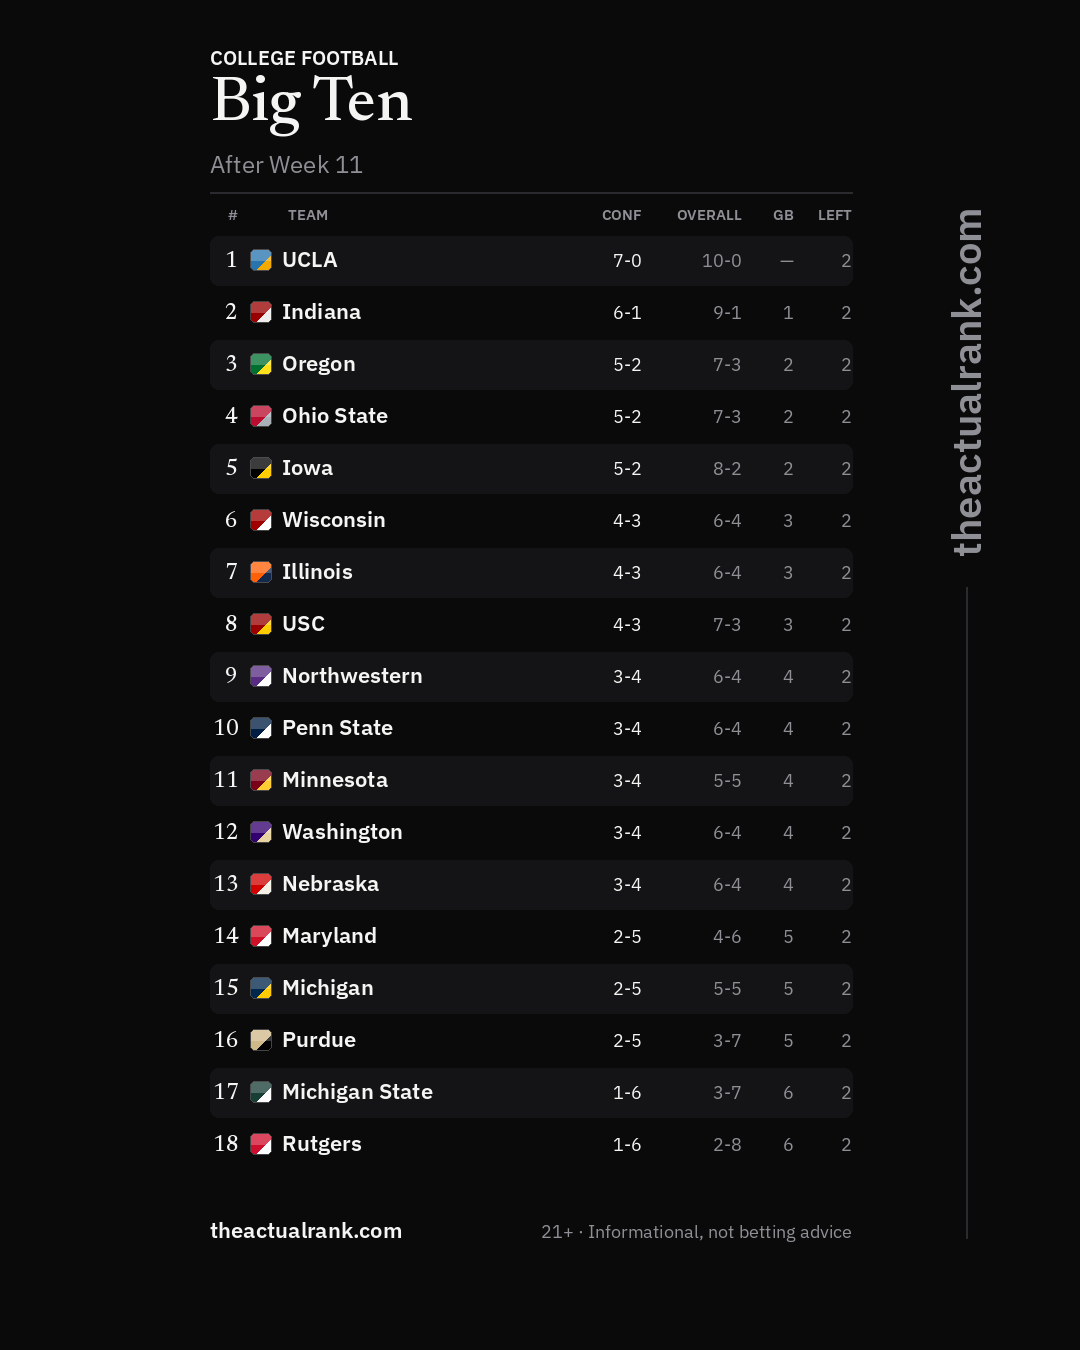 COLLEGE FOOTBALL
Big Ten
After Week 11
# TEAM CONF OVERALL GB LEFT
1 UCLA 7-0 10-0 — 2
2 Indiana 6-1 9-1 1 2
3 Oregon 5-2 7-3 2 2
4 Ohio State 5-2 7-3 2 2
5 Iowa 5-2 8-2 2 2
6 Wisconsin 4-3 6-4 3 2
7 Illinois 4-3 6-4 3 2
8 USC 4-3 7-3 3 2
9 Northwestern 3-4 6-4 4 2
10 Penn State 3-4 6-4 4 2
11 Minnesota 3-4 5-5 4 2
12 Washington 3-4 6-4 4 2
13 Nebraska 3-4 6-4 4 2
14 Maryland 2-5 4-6 5 2
15 Michigan 2-5 5-5 5 2
16 Purdue 2-5 3-7 5 2
17 Michigan State 1-6 3-7 6 2
18 Rutgers 1-6 2-8 6 2
theactualrank.com 21+ · Informational, not betting advice
theactualrank.com